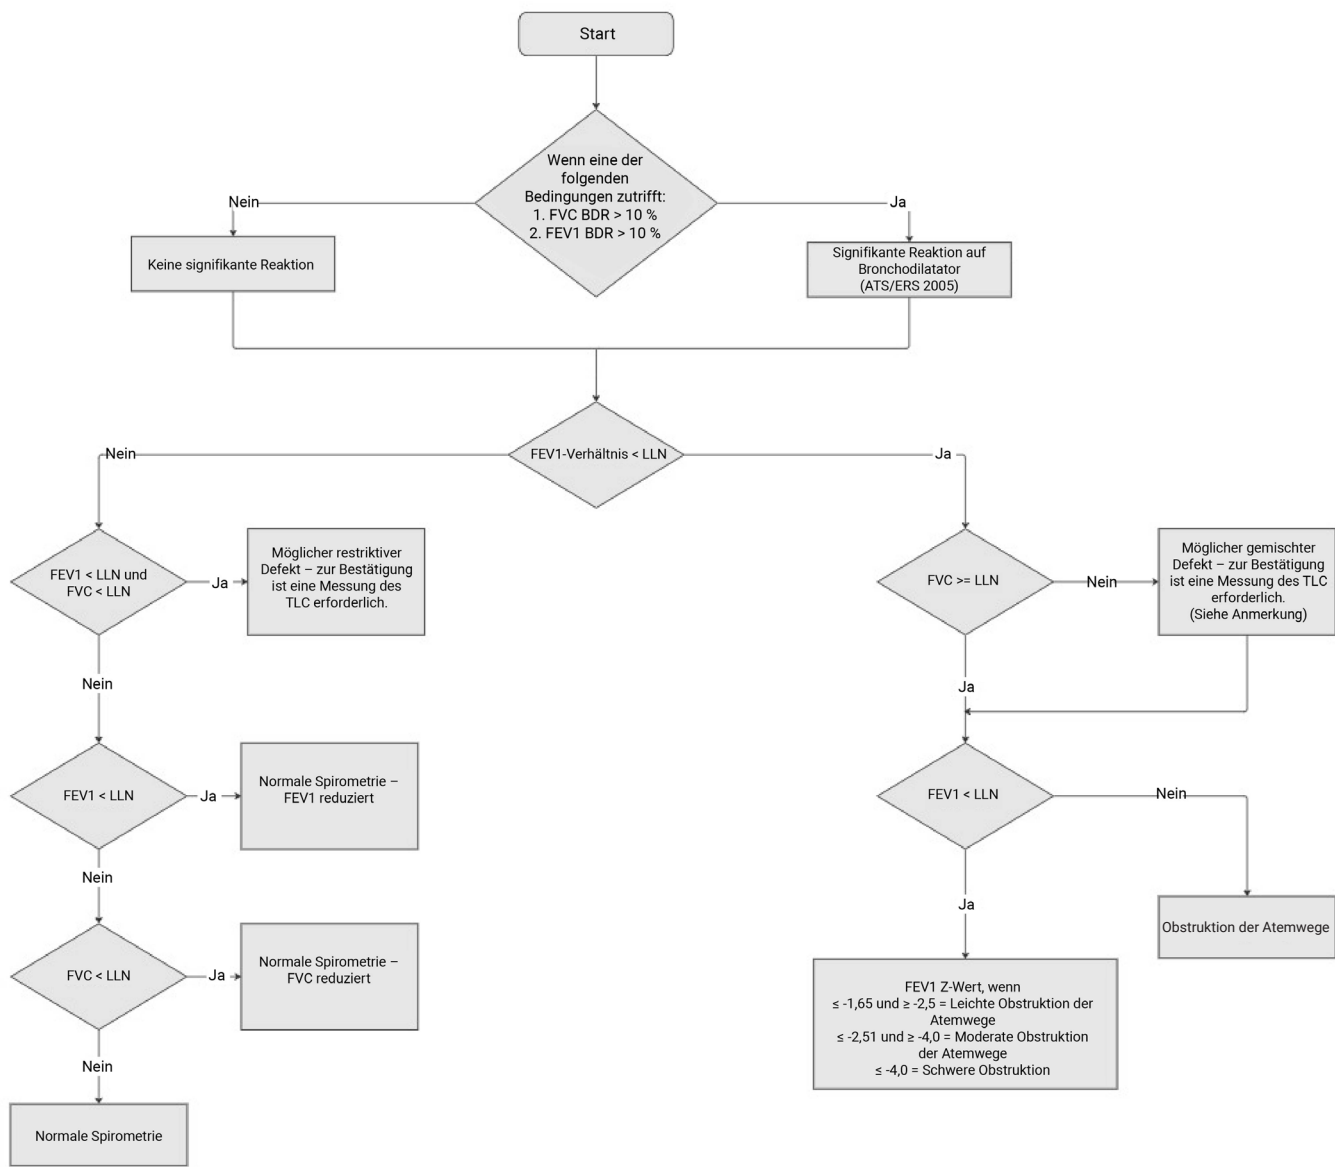 Start
Wenn eine der
folgenden
Bedingungen zutrifft:
1. FVC BDR > 10 %
2. FEV1 BDR > 10 %
Nein
Ja
Keine signifikante Reaktion
Signifikante Reaktion auf
Bronchodilatator
(ATS/ERS 2005)
FEV1-Verhältnis < LLN
Nein
Ja
FEV1 < LLN und
FVC < LLN
Ja
Möglicher restriktiver
Defekt – zur Bestätigung
ist eine Messung des
TLC erforderlich.
FVC >= LLN
Nein
Möglicher gemischter
Defekt – zur Bestätigung
ist eine Messung des TLC
erforderlich.
(Siehe Anmerkung)
Nein
Ja
FEV1 < LLN
Ja
Normale Spirometrie –
FEV1 reduziert
FEV1 < LLN
Nein
Nein
Ja
Obstruktion der Atemwege
FVC < LLN
Ja
Normale Spirometrie –
FVC reduziert
FEV1 Z-Wert, wenn
≤ -1,65 und ≥ -2,5 = Leichte Obstruktion der
Atemwege
≤ -2,51 und ≥ -4,0 = Moderate Obstruktion
der Atemwege
≤ -4,0 = Schwere Obstruktion
Nein
Normale Spirometrie